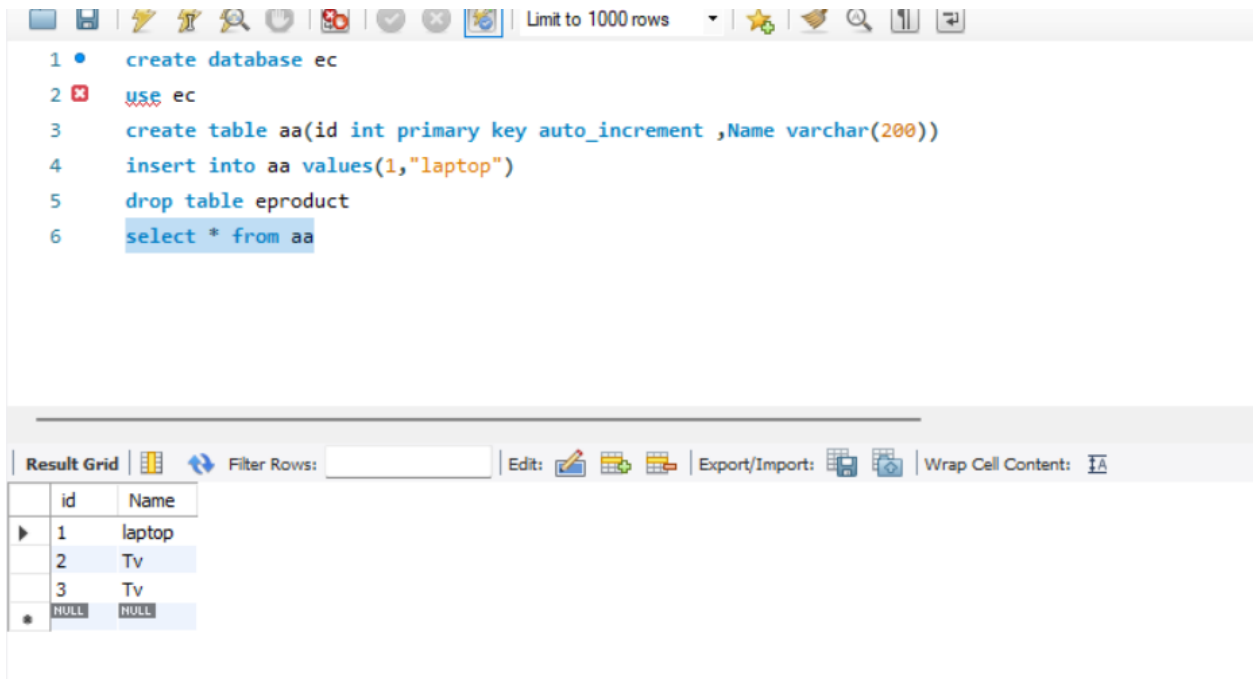 Limit to 1000 rows
1 create database ec
2 use ec
3 create table aa(id int primary key auto_increment ,Name varchar(200))
4 insert into aa values(1,"laptop")
5 drop table eproduct
6 select * from aa
Result Grid Filter Rows: Edit: Export/Import: Wrap Cell Content: IA
id Name
1 laptop
2 Tv
3 Tv
NULL NULL